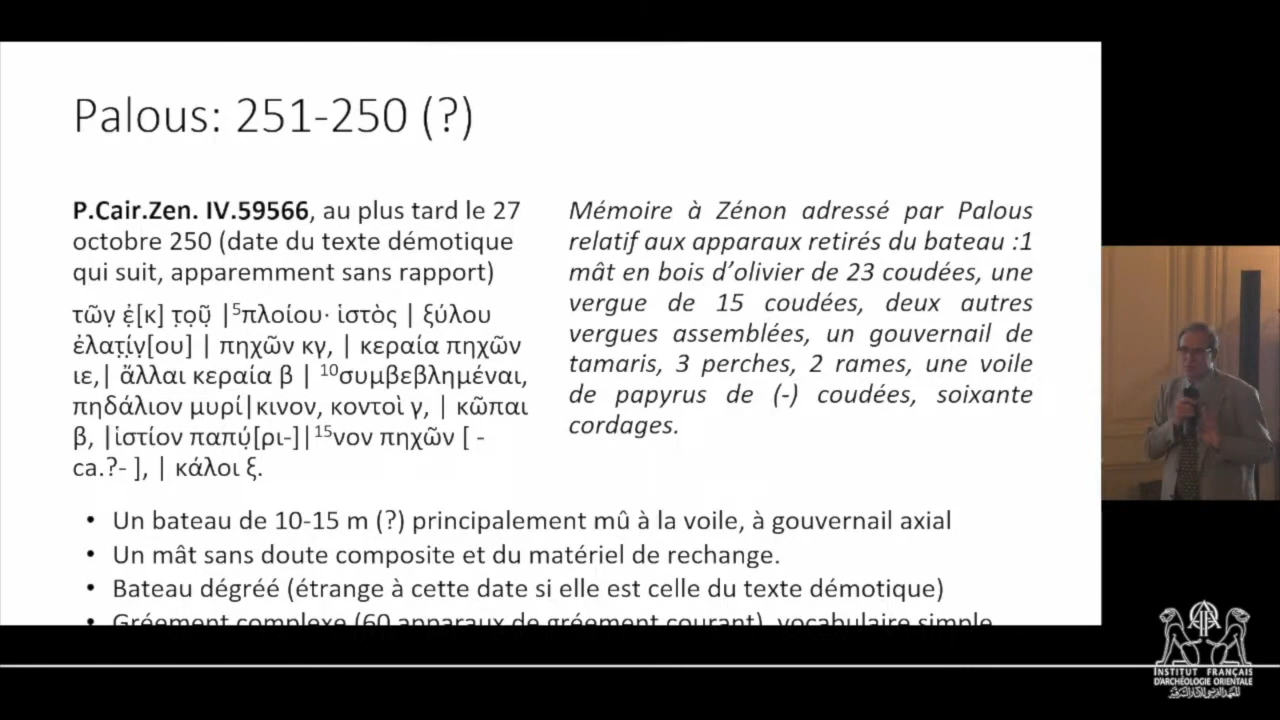 Palous: 251-250 (?)
P.Cair.Zen. IV.59566, au plus tard le 27
octobre 250 (date du texte démotique
qui suit, apparemment sans rapport)
τῶν̣ ἐ̣[κ] τ̣ο̣ῦ̣ |⁵πλοίου· ἱστὸς | ξύλου
ἐλατ̣ίν̣[ου] | πηχῶν κγ, | κεραία πηχῶν
ιε,| ἄλλαι κεραία β | ¹⁰συμβεβλημέναι,
πηδάλιον μυρί|κινον, κοντοὶ γ, | κῶπαι
β, |ἱστίον παπύ̣[ρι-]|¹⁵νον πηχῶν [ -
ca.?- ], | κάλοι ξ.
Mémoire à Zénon adressé par Palous
relatif aux apparaux retirés du bateau :1
mât en bois d’olivier de 23 coudées, une
vergue de 15 coudées, deux autres
vergues assemblées, un gouvernail de
tamaris, 3 perches, 2 rames, une voile
de papyrus de (-) coudées, soixante
cordages.
• Un bateau de 10-15 m (?) principalement mû à la voile, à gouvernail axial
• Un mât sans doute composite et du matériel de rechange.
• Bateau dégréé (étrange à cette date si elle est celle du texte démotique)
• Gréement complexe (60 apparaux de gréement courant), vocabulaire simple
INSTITUT FRANÇAIS
D'ARCHÉOLOGIE ORIENTALE